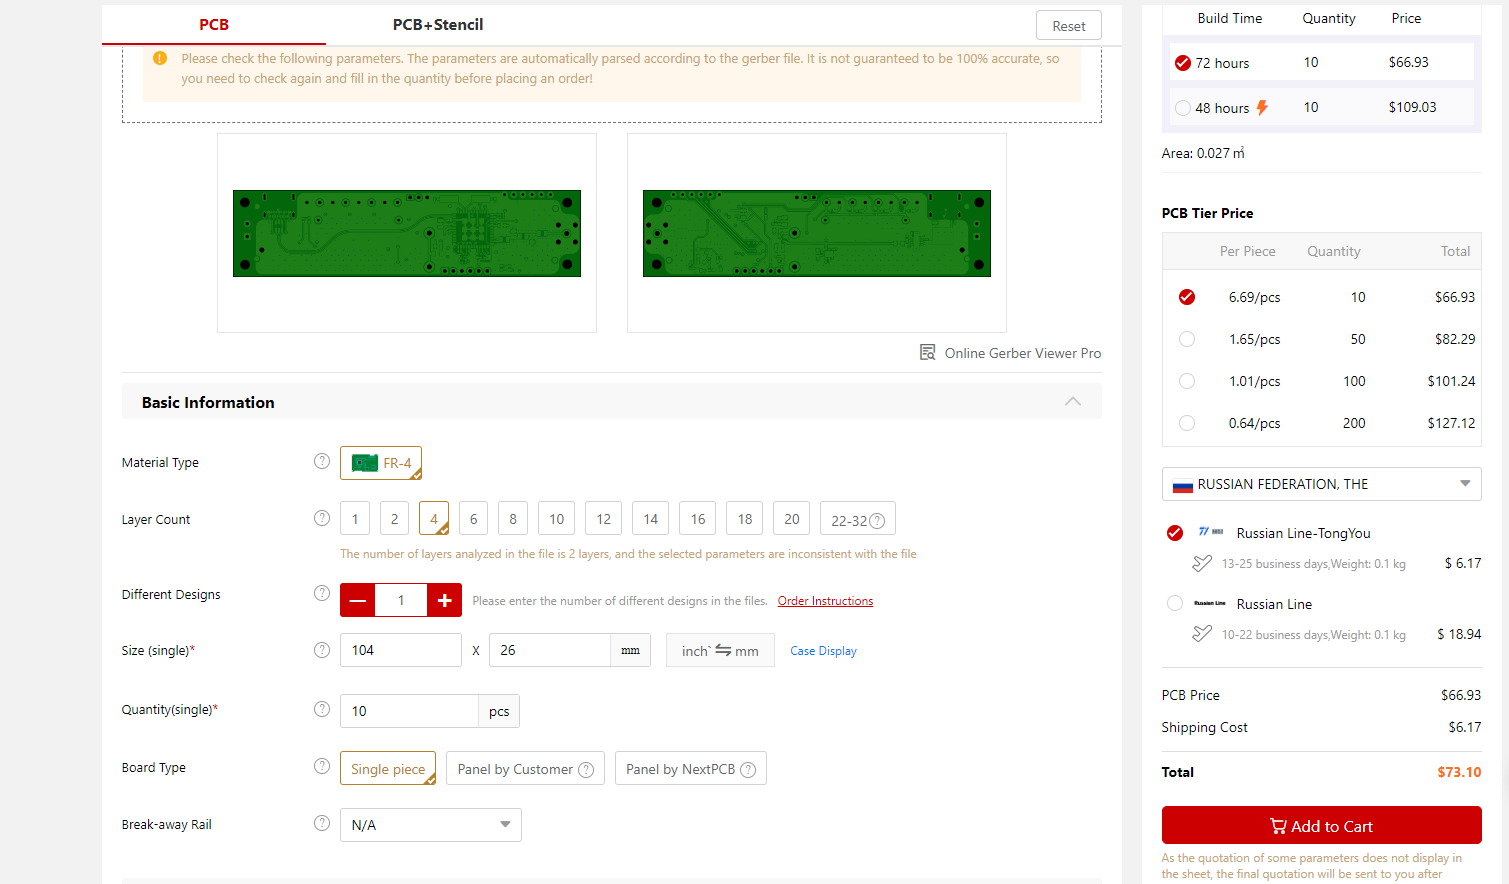 PCB
PCB+Stencil
Reset
Please check the following parameters. The parameters are automatically parsed according to the gerber file. It is not guaranteed to be 100% accurate, so
you need to check again and fill in the quantity before placing an order!
Online Gerber Viewer Pro
Basic Information
Material Type ? FR-4
Layer Count ? 1 2 4 6 8 10 12 14 16 18 20 22-32 ?
The number of layers analyzed in the file is 2 layers, and the selected parameters are inconsistent with the file
Different Designs ? — 1 + Please enter the number of different designs in the files. Order Instructions
Size (single)* ? 104 X 26 mm inch` ⇋ mm Case Display
Quantity(single)* ? 10 pcs
Board Type ? Single piece Panel by Customer ? Panel by NextPCB ?
Break-away Rail ? N/A
Build Time Quantity Price
72 hours 10 $66.93
48 hours 10 $109.03
Area: 0.027 ㎡
PCB Tier Price
Per Piece Quantity Total
6.69/pcs 10 $66.93
1.65/pcs 50 $82.29
1.01/pcs 100 $101.24
0.64/pcs 200 $127.12
RUSSIAN FEDERATION, THE
Russian Line-TongYou
13-25 business days,Weight: 0.1 kg $ 6.17
Russian Line Russian Line
10-22 business days,Weight: 0.1 kg $ 18.94
PCB Price $66.93
Shipping Cost $6.17
Total $73.10
Add to Cart
As the quotation of some parameters does not display in
the sheet, the final quotation will be sent to you after